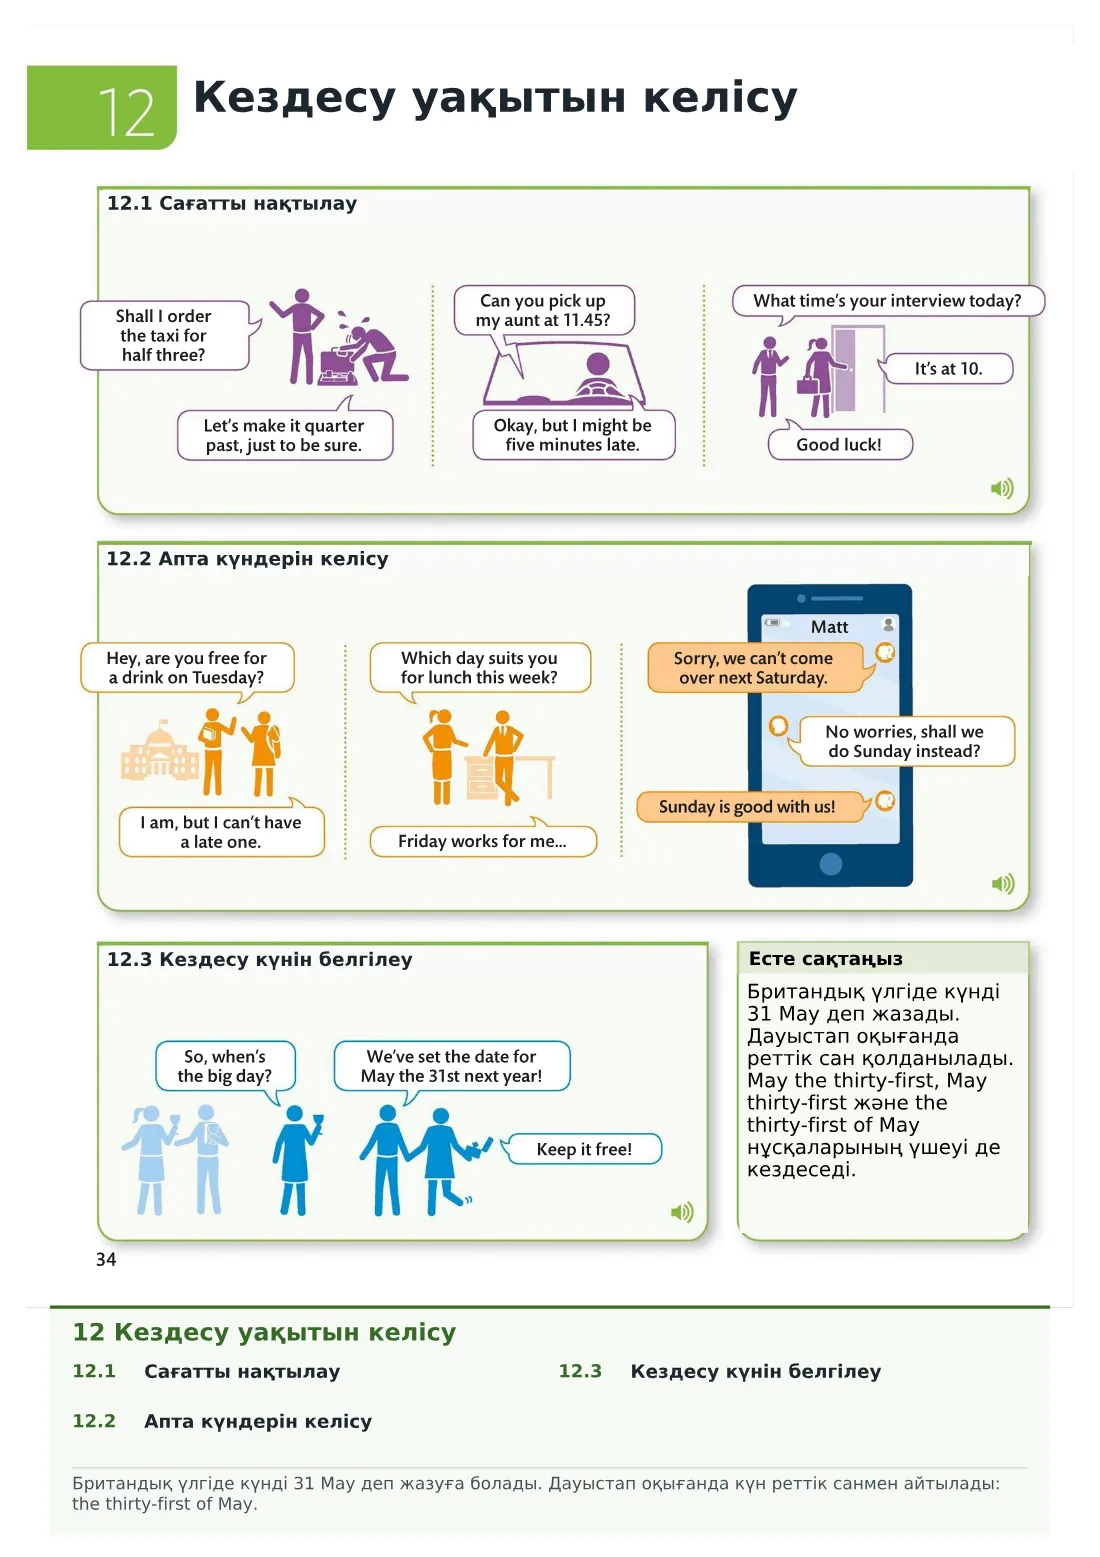 12
Кездесу уақытын келісу
12.1 Сағатты нақтылау
Shall I order
the taxi for
half three?
Let's make it quarter
past, just to be sure.
Can you pick up
my aunt at 11.45?
Okay, but I might be
five minutes late.
What time's your interview today?
It's at 10.
Good luck!
12.2 Апта күндерін келісу
Hey, are you free for
a drink on Tuesday?
I am, but I can't have
a late one.
Which day suits you
for lunch this week?
Friday works for me...
Matt
Sorry, we can't come
over next Saturday.
No worries, shall we
do Sunday instead?
Sunday is good with us!
12.3 Кездесу күнін белгілеу
So, when's
the big day?
We've set the date for
May the 31st next year!
Keep it free!
Есте сақтаңыз
Британдық үлгіде күнді
31 May деп жазады.
Дауыстап оқығанда
реттік сан қолданылады.
May the thirty-first, May
thirty-first және the
thirty-first of May
нұсқаларының үшеуі де
кездеседі.
34
12 Кездесу уақытын келісу
12.1 Сағатты нақтылау
12.3 Кездесу күнін белгілеу
12.2 Апта күндерін келісу
Британдық үлгіде күнді 31 May деп жазуға болады. Дауыстап оқығанда күн реттік санмен айтылады:
the thirty-first of May.